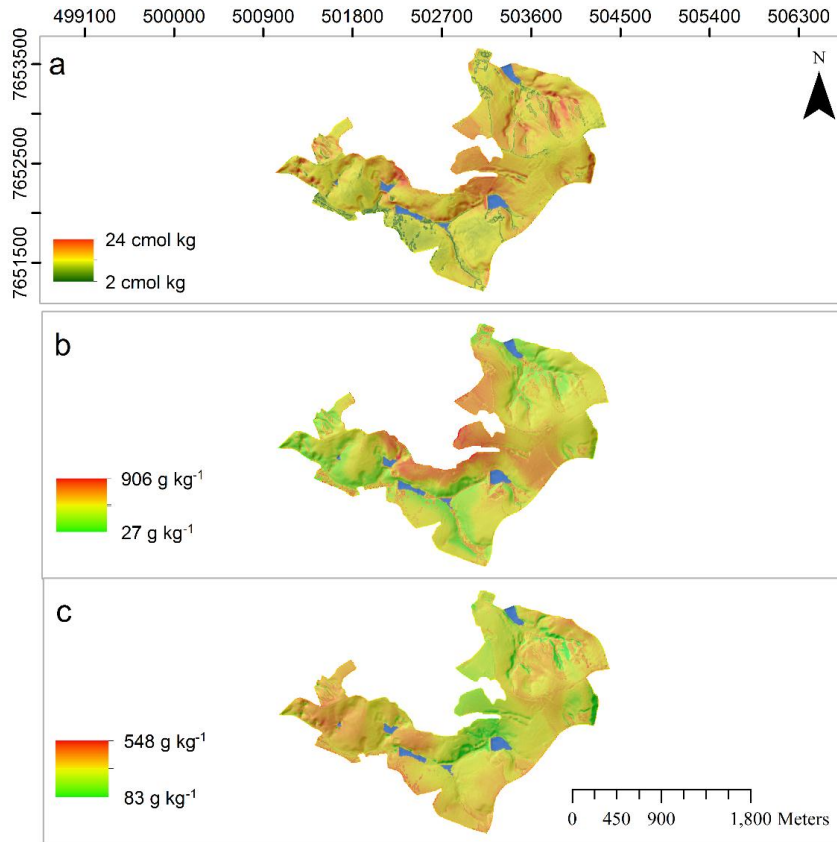 499100 500000 500900 501800 502700 503600 504500 505400 506300
7653500
7652500
7651500
a
N
24 cmol kg
2 cmol kg
b
906 g kg⁻¹
27 g kg⁻¹
c
548 g kg⁻¹
83 g kg⁻¹
0 450 900 1,800 Meters